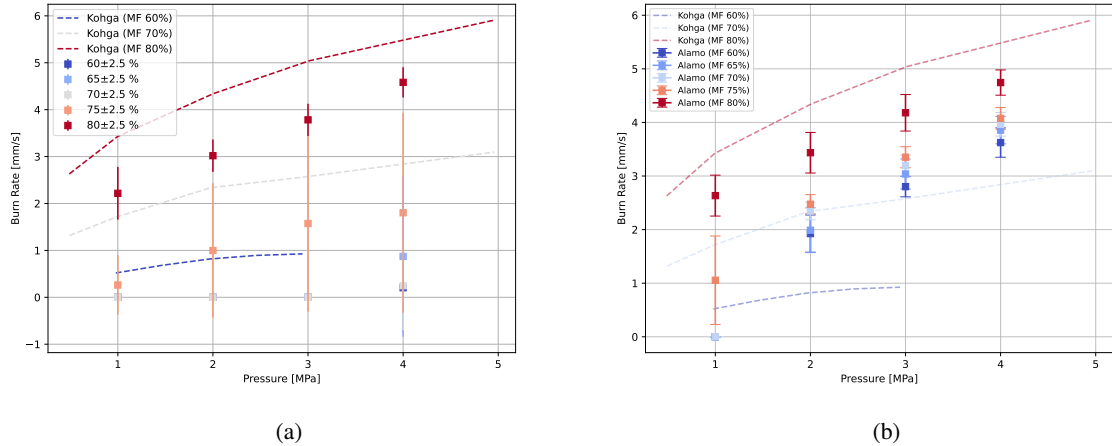 6
5
4
3
2
1
0
−1
Burn Rate [mm/s]
Kohga (MF 60%)
Kohga (MF 70%)
Kohga (MF 80%)
60±2.5 %
65±2.5 %
70±2.5 %
75±2.5 %
80±2.5 %
1 2 3 4 5
Pressure [MPa]
(a)
6
5
4
3
2
1
0
Burn Rate [mm/s]
Kohga (MF 60%)
Kohga (MF 70%)
Kohga (MF 80%)
Alamo (MF 60%)
Alamo (MF 65%)
Alamo (MF 70%)
Alamo (MF 75%)
Alamo (MF 80%)
1 2 3 4 5
Pressure [MPa]
(b)